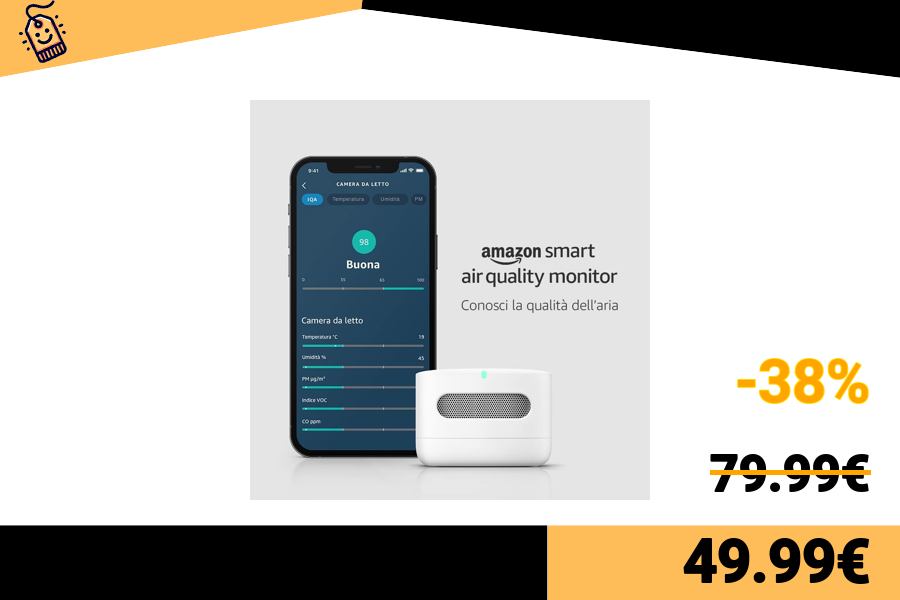 9:41
CAMERA DA LETTO
IQA Temperatura Umidità PM
98
Buona
0 35 65 100
Camera da letto
Temperatura °C 19
Umidità % 45
PM µg/m³
Indice VOC
CO ppm
amazon smart
air quality monitor
Conosci la qualità dell'aria
-38%
79.99€
49.99€